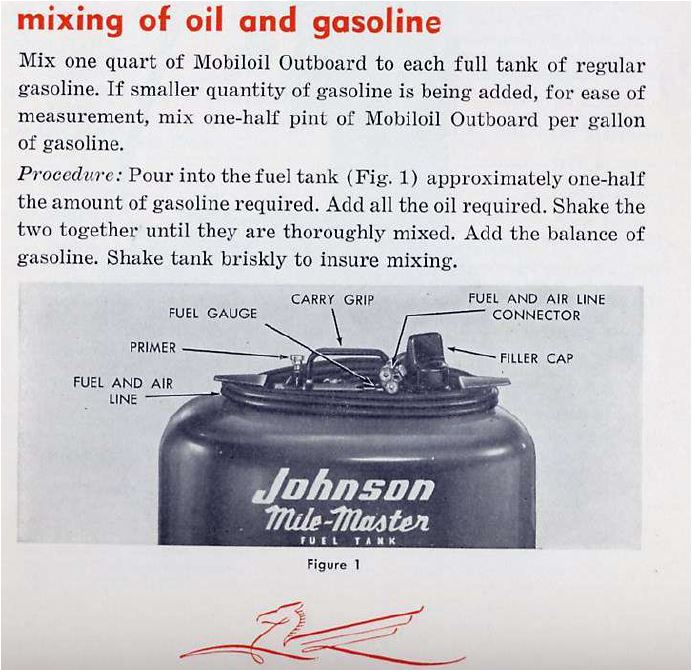 mixing of oil and gasoline
Mix one quart of Mobiloil Outboard to each full tank of regular
gasoline. If smaller quantity of gasoline is being added, for ease of
measurement, mix one-half pint of Mobiloil Outboard per gallon
of gasoline.
Procedure: Pour into the fuel tank (Fig. 1) approximately one-half
the amount of gasoline required. Add all the oil required. Shake the
two together until they are thoroughly mixed. Add the balance of
gasoline. Shake tank briskly to insure mixing.
CARRY GRIP
FUEL AND AIR LINE
CONNECTOR
FUEL GAUGE
PRIMER
FILLER CAP
FUEL AND AIR
LINE
Johnson
Mile-Master
FUEL TANK
Figure 1